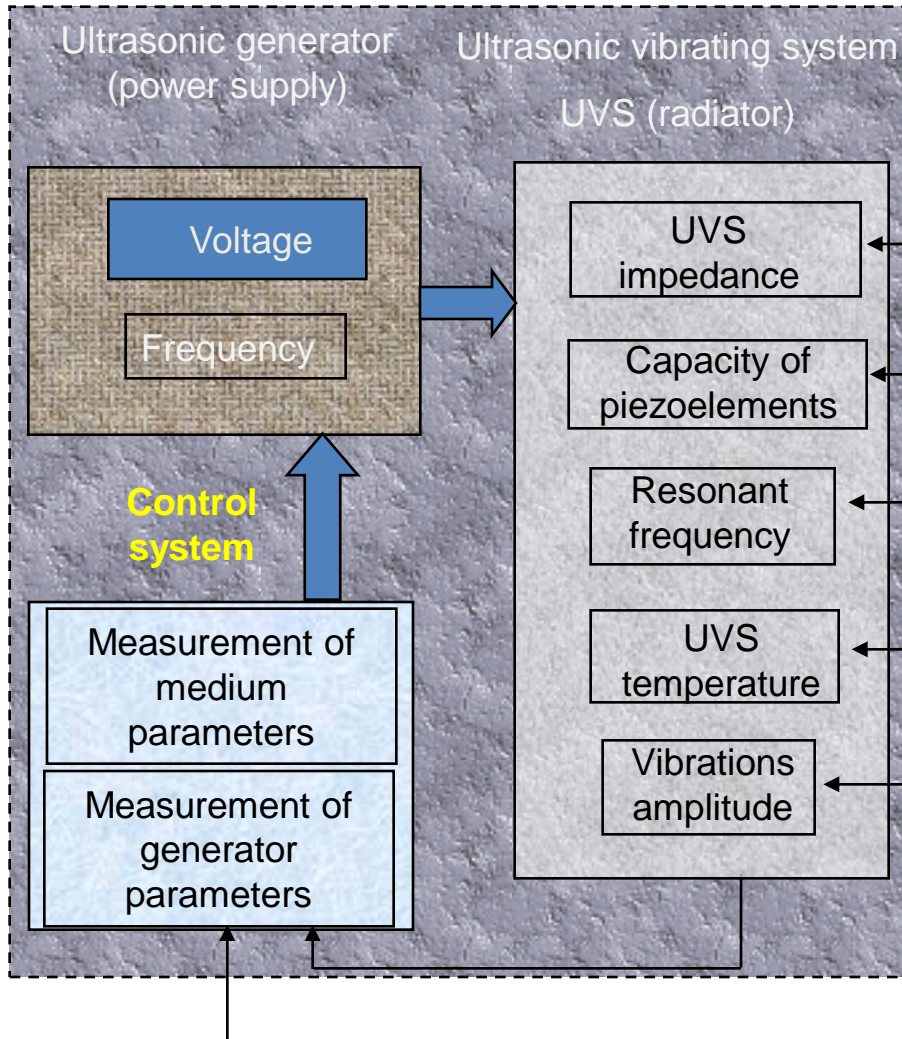 Ultrasonic generator
(power supply)
Ultrasonic vibrating system
UVS (radiator)
Voltage
Frequency
UVS
impedance
Capacity of
piezoelements
Resonant
frequency
UVS
temperature
Vibrations
amplitude
Control
system
Measurement of
medium
parameters
Measurement of
generator
parameters